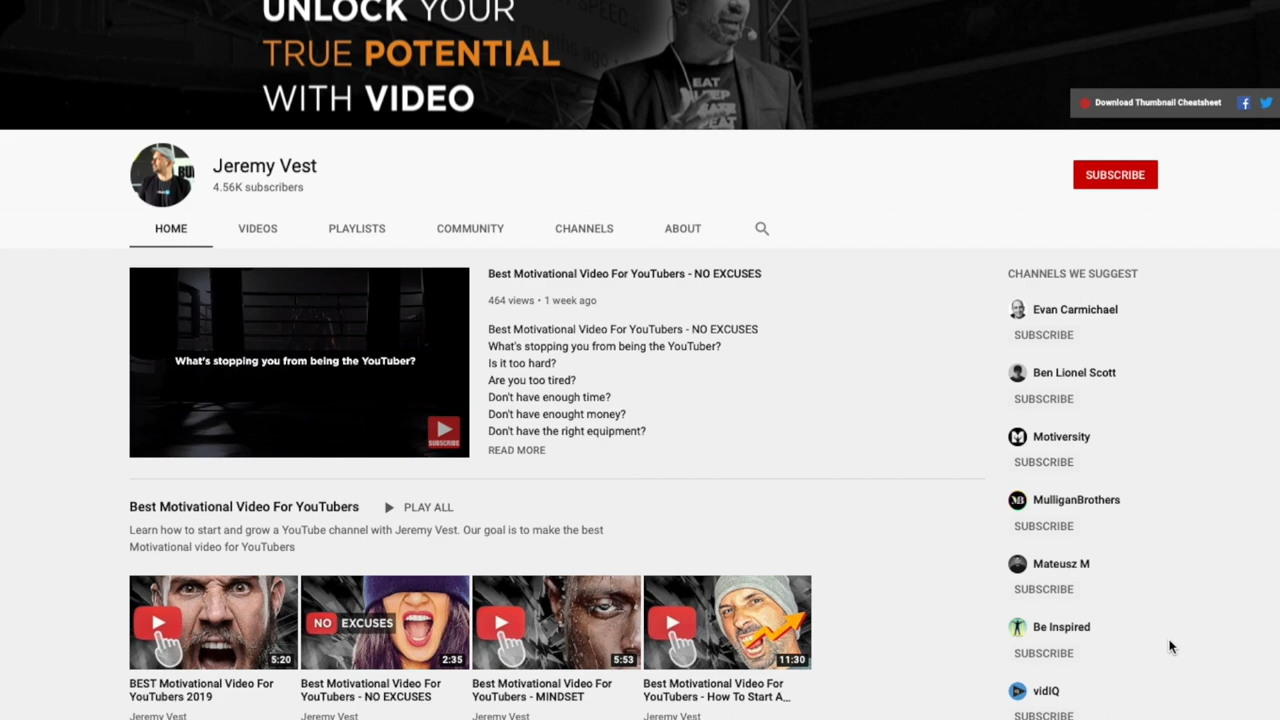 UNLOCK YOUR
TRUE POTENTIAL
WITH VIDEO
EAT
EAT
Download Thumbnail Cheatsheet
Jeremy Vest
4.56K subscribers
SUBSCRIBE
HOME VIDEOS PLAYLISTS COMMUNITY CHANNELS ABOUT
What's stopping you from being the YouTuber?
SUBSCRIBE
Best Motivational Video For YouTubers - NO EXCUSES
464 views • 1 week ago
Best Motivational Video For YouTubers - NO EXCUSES
What's stopping you from being the YouTuber?
Is it too hard?
Are you too tired?
Don't have enough time?
Don't have enought money?
Don't have the right equipment?
READ MORE
CHANNELS WE SUGGEST
Evan Carmichael
SUBSCRIBE
Ben Lionel Scott
SUBSCRIBE
Motiversity
SUBSCRIBE
MulliganBrothers
SUBSCRIBE
Mateusz M
SUBSCRIBE
Be Inspired
SUBSCRIBE
vidIQ
SUBSCRIBE
Best Motivational Video For YouTubers PLAY ALL
Learn how to start and grow a YouTube channel with Jeremy Vest. Our goal is to make the best
Motivational video for YouTubers
5:20
NO EXCUSES
2:35
5:53
11:30
BEST Motivational Video For
YouTubers 2019
Jeremy Vest
Best Motivational Video For
YouTubers - NO EXCUSES
Jeremy Vest
Best Motivational Video For
YouTubers - MINDSET
Jeremy Vest
Best Motivational Video For
YouTubers - How To Start A...
Jeremy Vest